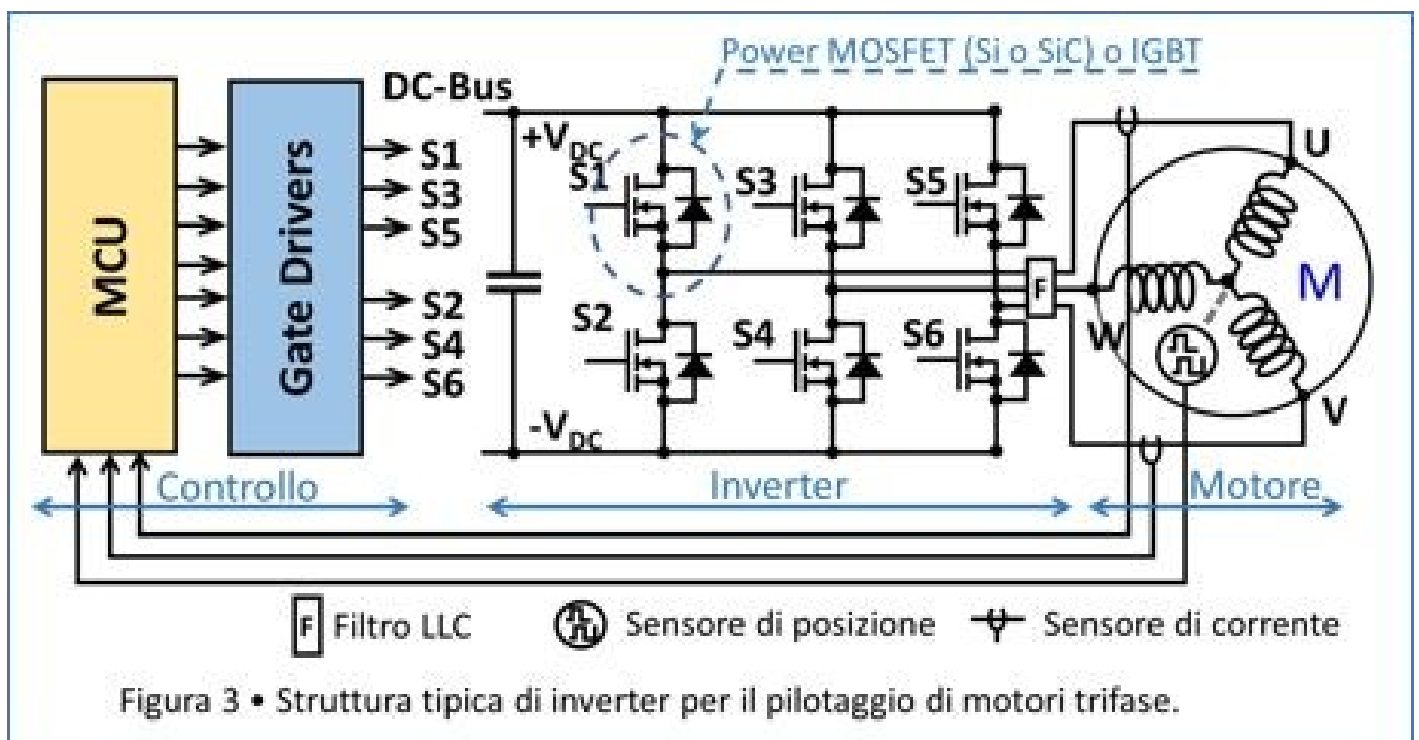 Power MOSFET (Si o SiC) o IGBT
DC-Bus
MCU
Gate Drivers
S1
S3
S5
S2
S4
S6
+VDC
S1
S3
S5
S2
S4
S6
-VDC
F
U
M
W
V
Controllo
Inverter
Motore
F Filtro LLC
Sensore di posizione
Sensore di corrente
Figura 3 • Struttura tipica di inverter per il pilotaggio di motori trifase.